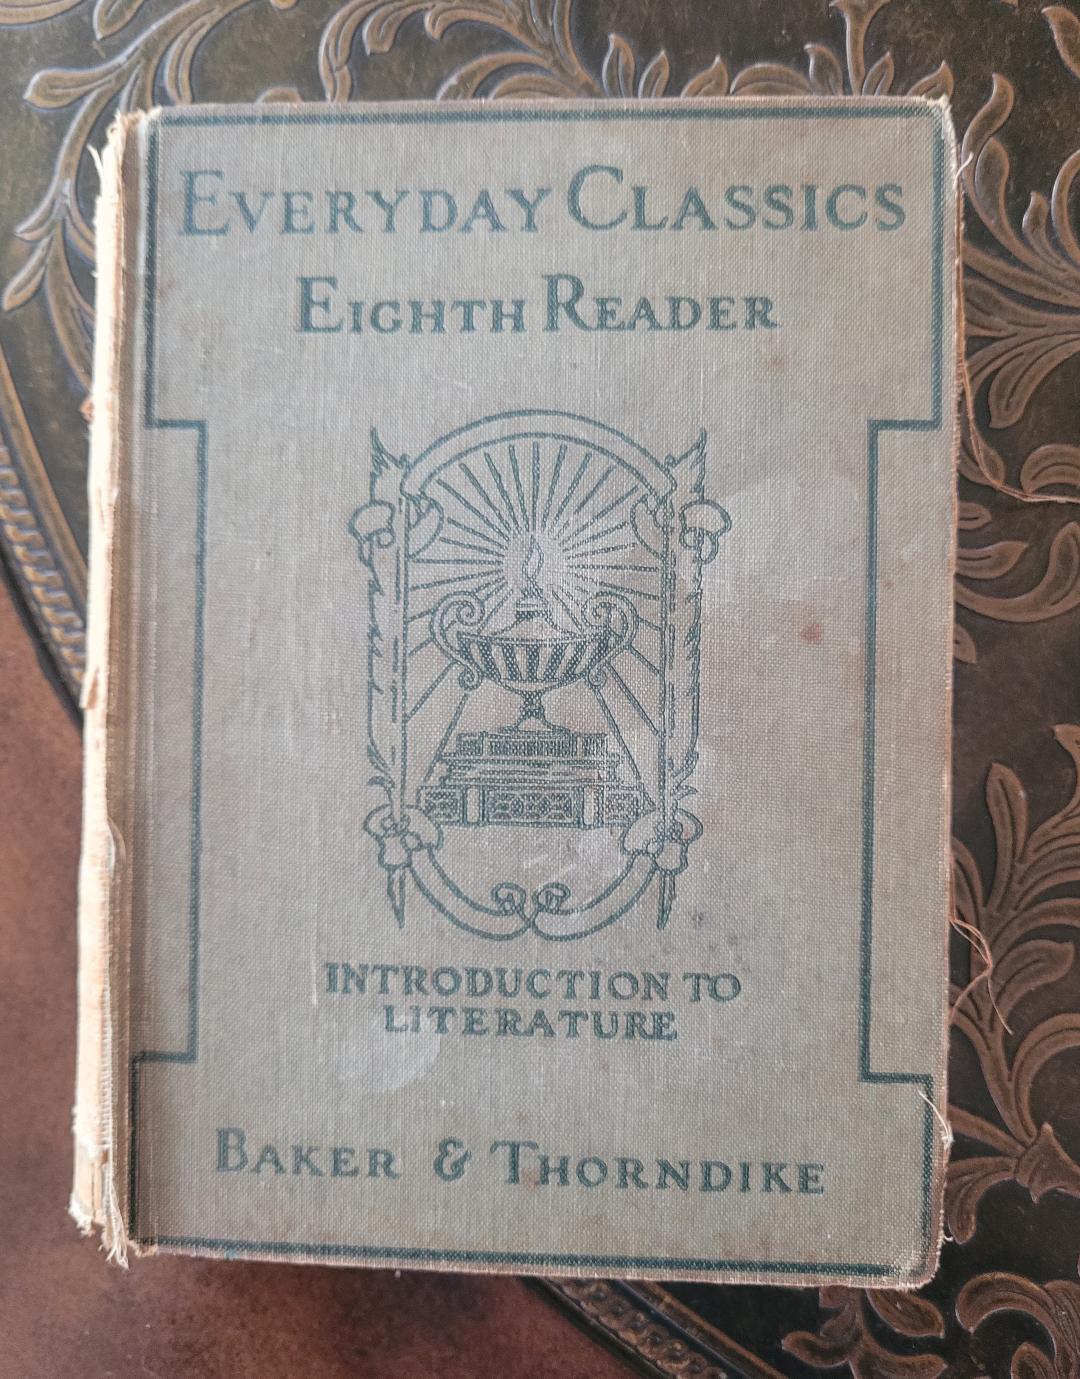 EVERYDAY CLASSICS
EIGHTH READER
INTRODUCTION TO
LITERATURE
BAKER & THORNDIKE